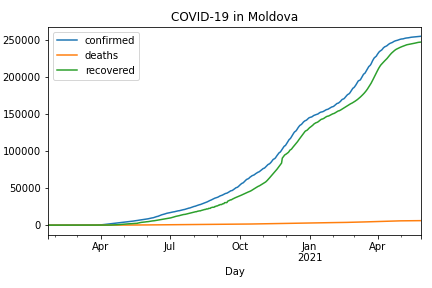 COVID-19 in Moldova
confirmed
deaths
recovered
250000
200000
150000
100000
50000
0
Apr Jul Oct Jan Apr
2021
Day